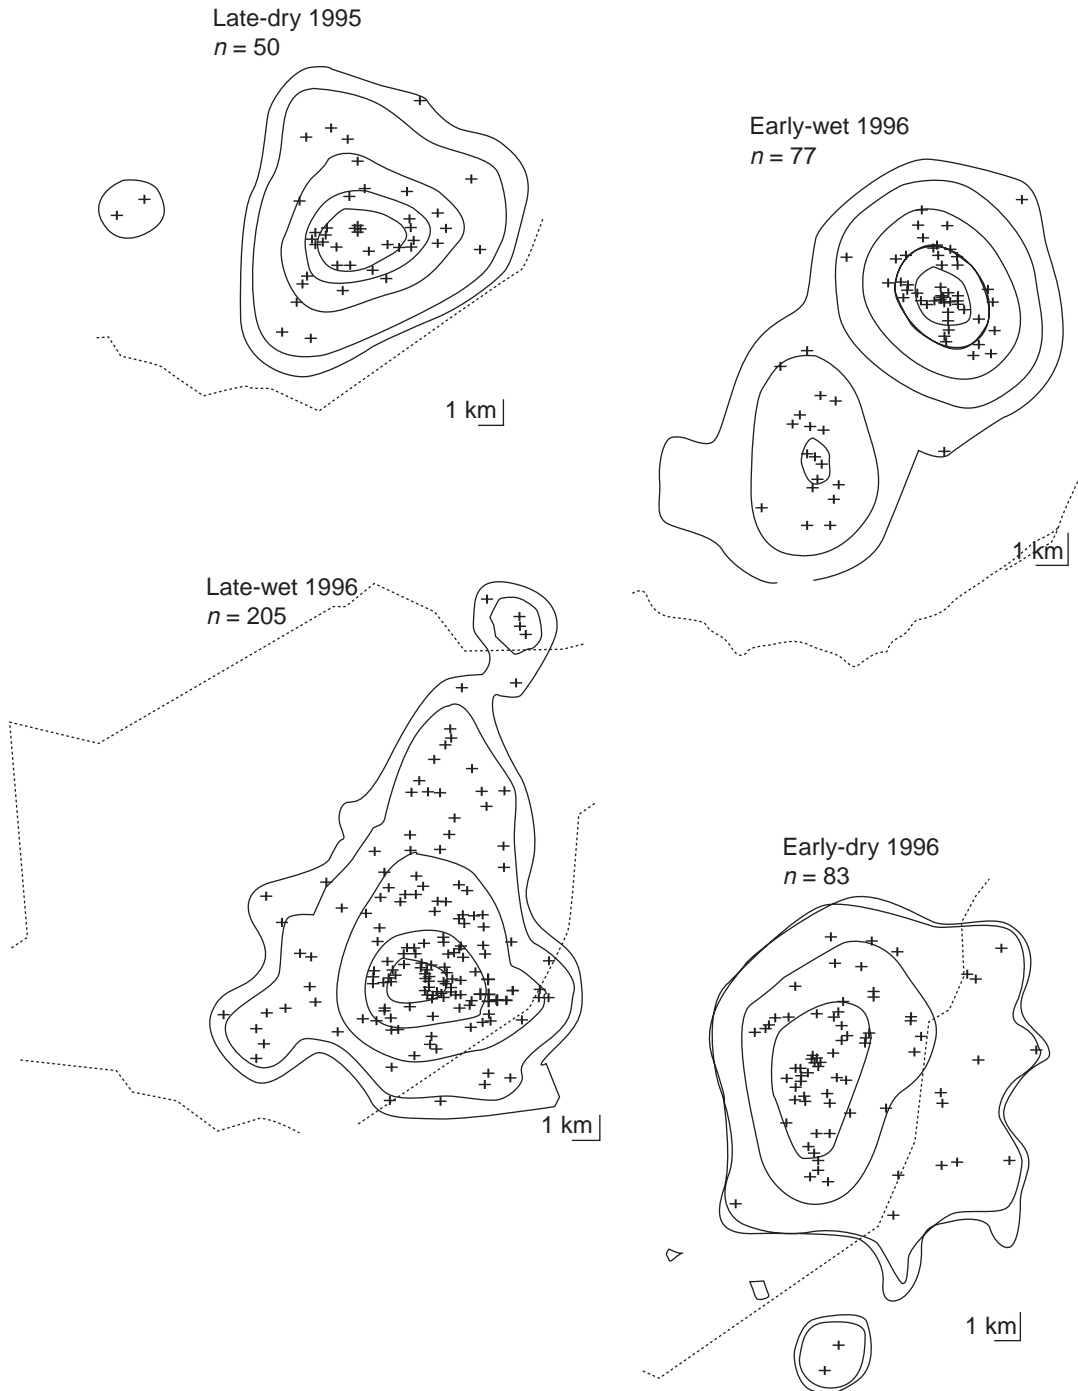 Late-dry 1995
n = 50
Early-wet 1996
n = 77
1 km
1 km
Late-wet 1996
n = 205
Early-dry 1996
n = 83
1 km
1 km